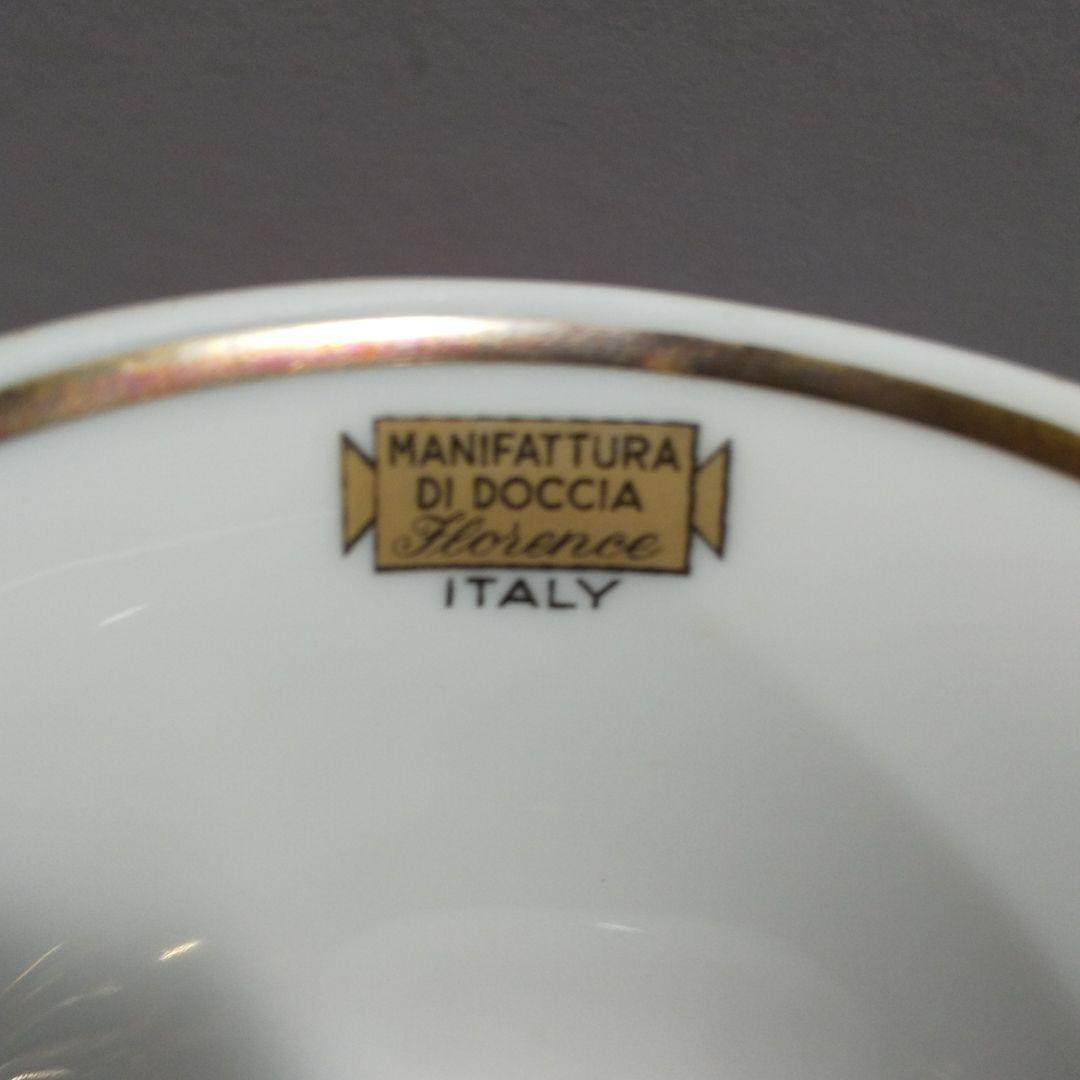 MANIFATTURA
DI DOCCIA
Florence
ITALY